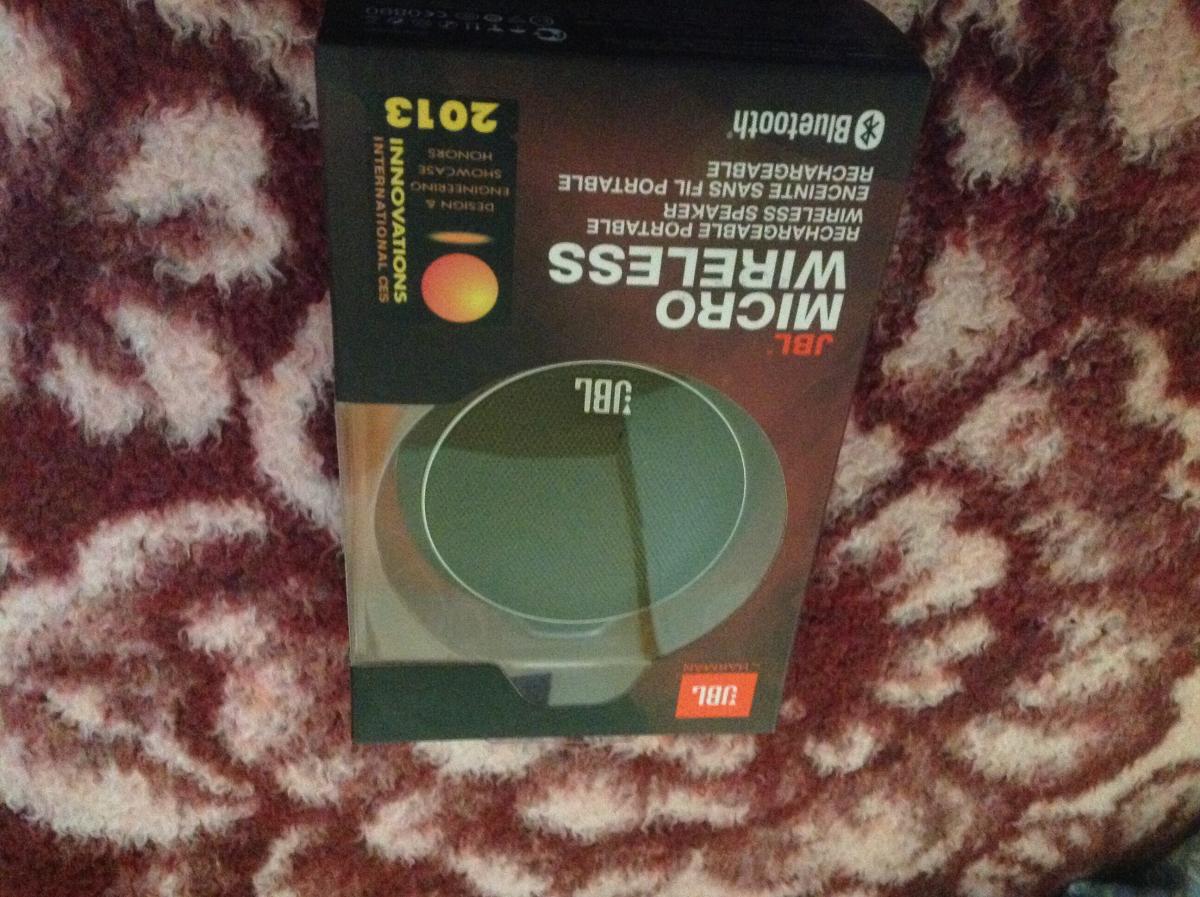 JBL
by HARMAN
JBL
JBL
MICRO
WIRELESS
RECHARGEABLE PORTABLE
WIRELESS SPEAKER
ENCEINTE SANS FIL PORTABLE
RECHARGEABLE
Bluetooth
INTERNATIONAL CES
INNOVATIONS
DESIGN &
ENGINEERING
SHOWCASE
HONORS
2013